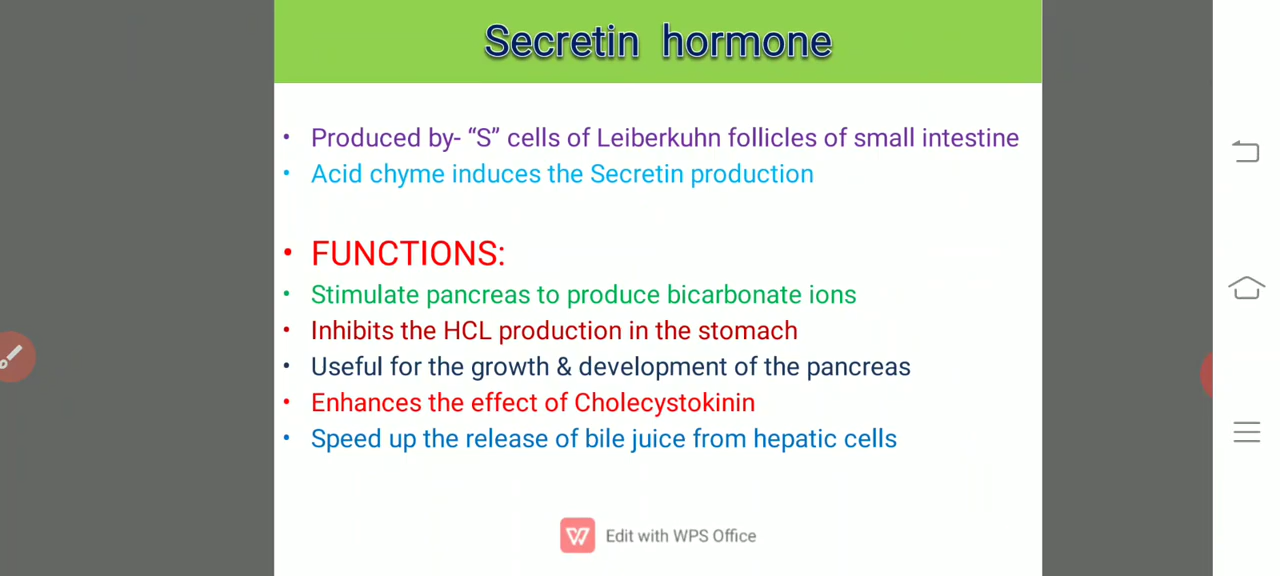 Secretin hormone
• Produced by- “S” cells of Leiberkuhn follicles of small intestine
• Acid chyme induces the Secretin production
• FUNCTIONS:
• Stimulate pancreas to produce bicarbonate ions
• Inhibits the HCL production in the stomach
• Useful for the growth & development of the pancreas
• Enhances the effect of Cholecystokinin
• Speed up the release of bile juice from hepatic cells
Edit with WPS Office